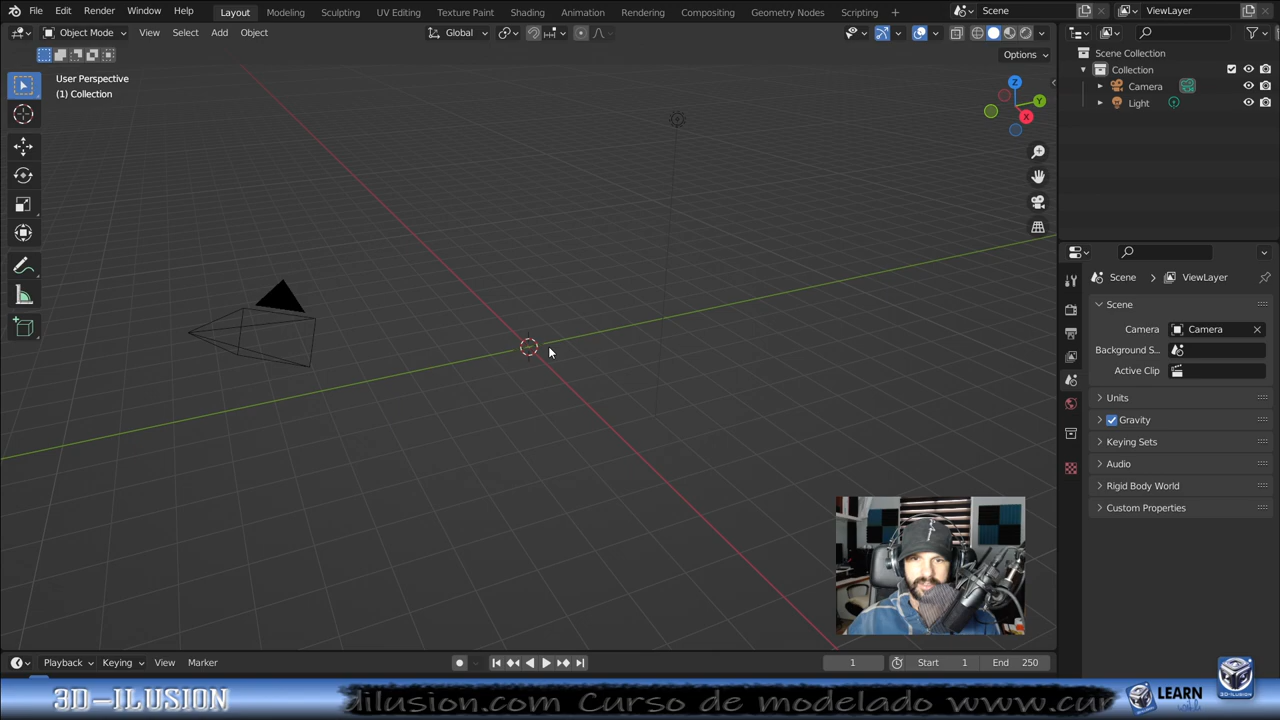 File Edit Render Window Help Layout Modeling Sculpting UV Editing Texture Paint Shading Animation Rendering Compositing Geometry Nodes Scripting Scene ViewLayer
Object Mode View Select Add Object Global
Options
User Perspective
(1) Collection
Z
Y
X
Scene Collection
Collection
Camera
Light
Scene ViewLayer
Scene
Camera Camera
Background S...
Active Clip
Units
Gravity
Keying Sets
Audio
Rigid Body World
Custom Properties
Playback Keying View Marker 1 Start 1 End 250
3D-ILUSION dilusion.com Curso de modelado www.cur LEARN
3D-ILUSION